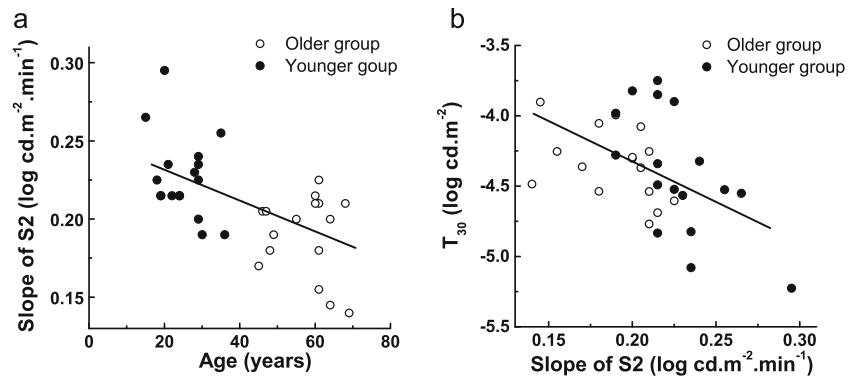 a
Older group
Younger goup
Slope of S2 (log cd.m⁻².min⁻¹)
0.30
0.25
0.20
0.15
0 20 40 60 80
Age (years)
b
Older group
Younger group
T₃₀ (log cd.m⁻²)
-3.5
-4.0
-4.5
-5.0
-5.5
0.15 0.20 0.25 0.30
Slope of S2 (log cd.m⁻².min⁻¹)